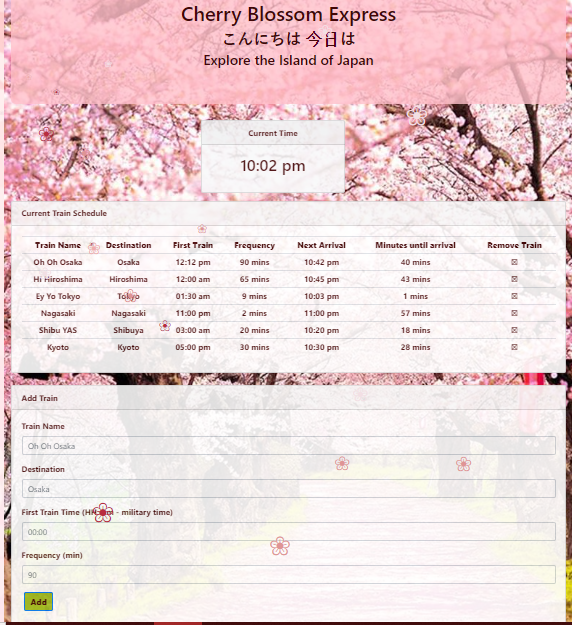 Cherry Blossom Express
こんにちは 今日は
Explore the Island of Japan
Current Time
10:02 pm
Current Train Schedule
Train Name Destination First Train Frequency Next Arrival Minutes until arrival Remove Train
Oh Oh Osaka Osaka 12:12 pm 90 mins 10:42 pm 40 mins ☒
Hi Hiroshima Hiroshima 12:00 am 65 mins 10:45 pm 43 mins ☒
Ey Yo Tokyo Tokyo 01:30 am 9 mins 10:03 pm 1 mins ☒
Nagasaki Nagasaki 11:00 pm 2 mins 11:00 pm 57 mins ☒
Shibu YAS Shibuya 03:00 am 20 mins 10:20 pm 18 mins ☒
Kyoto Kyoto 05:00 pm 30 mins 10:30 pm 28 mins ☒
Add Train
Train Name
Oh Oh Osaka
Destination
Osaka
First Train Time - military time)
00:00
Frequency (min)
90
Add